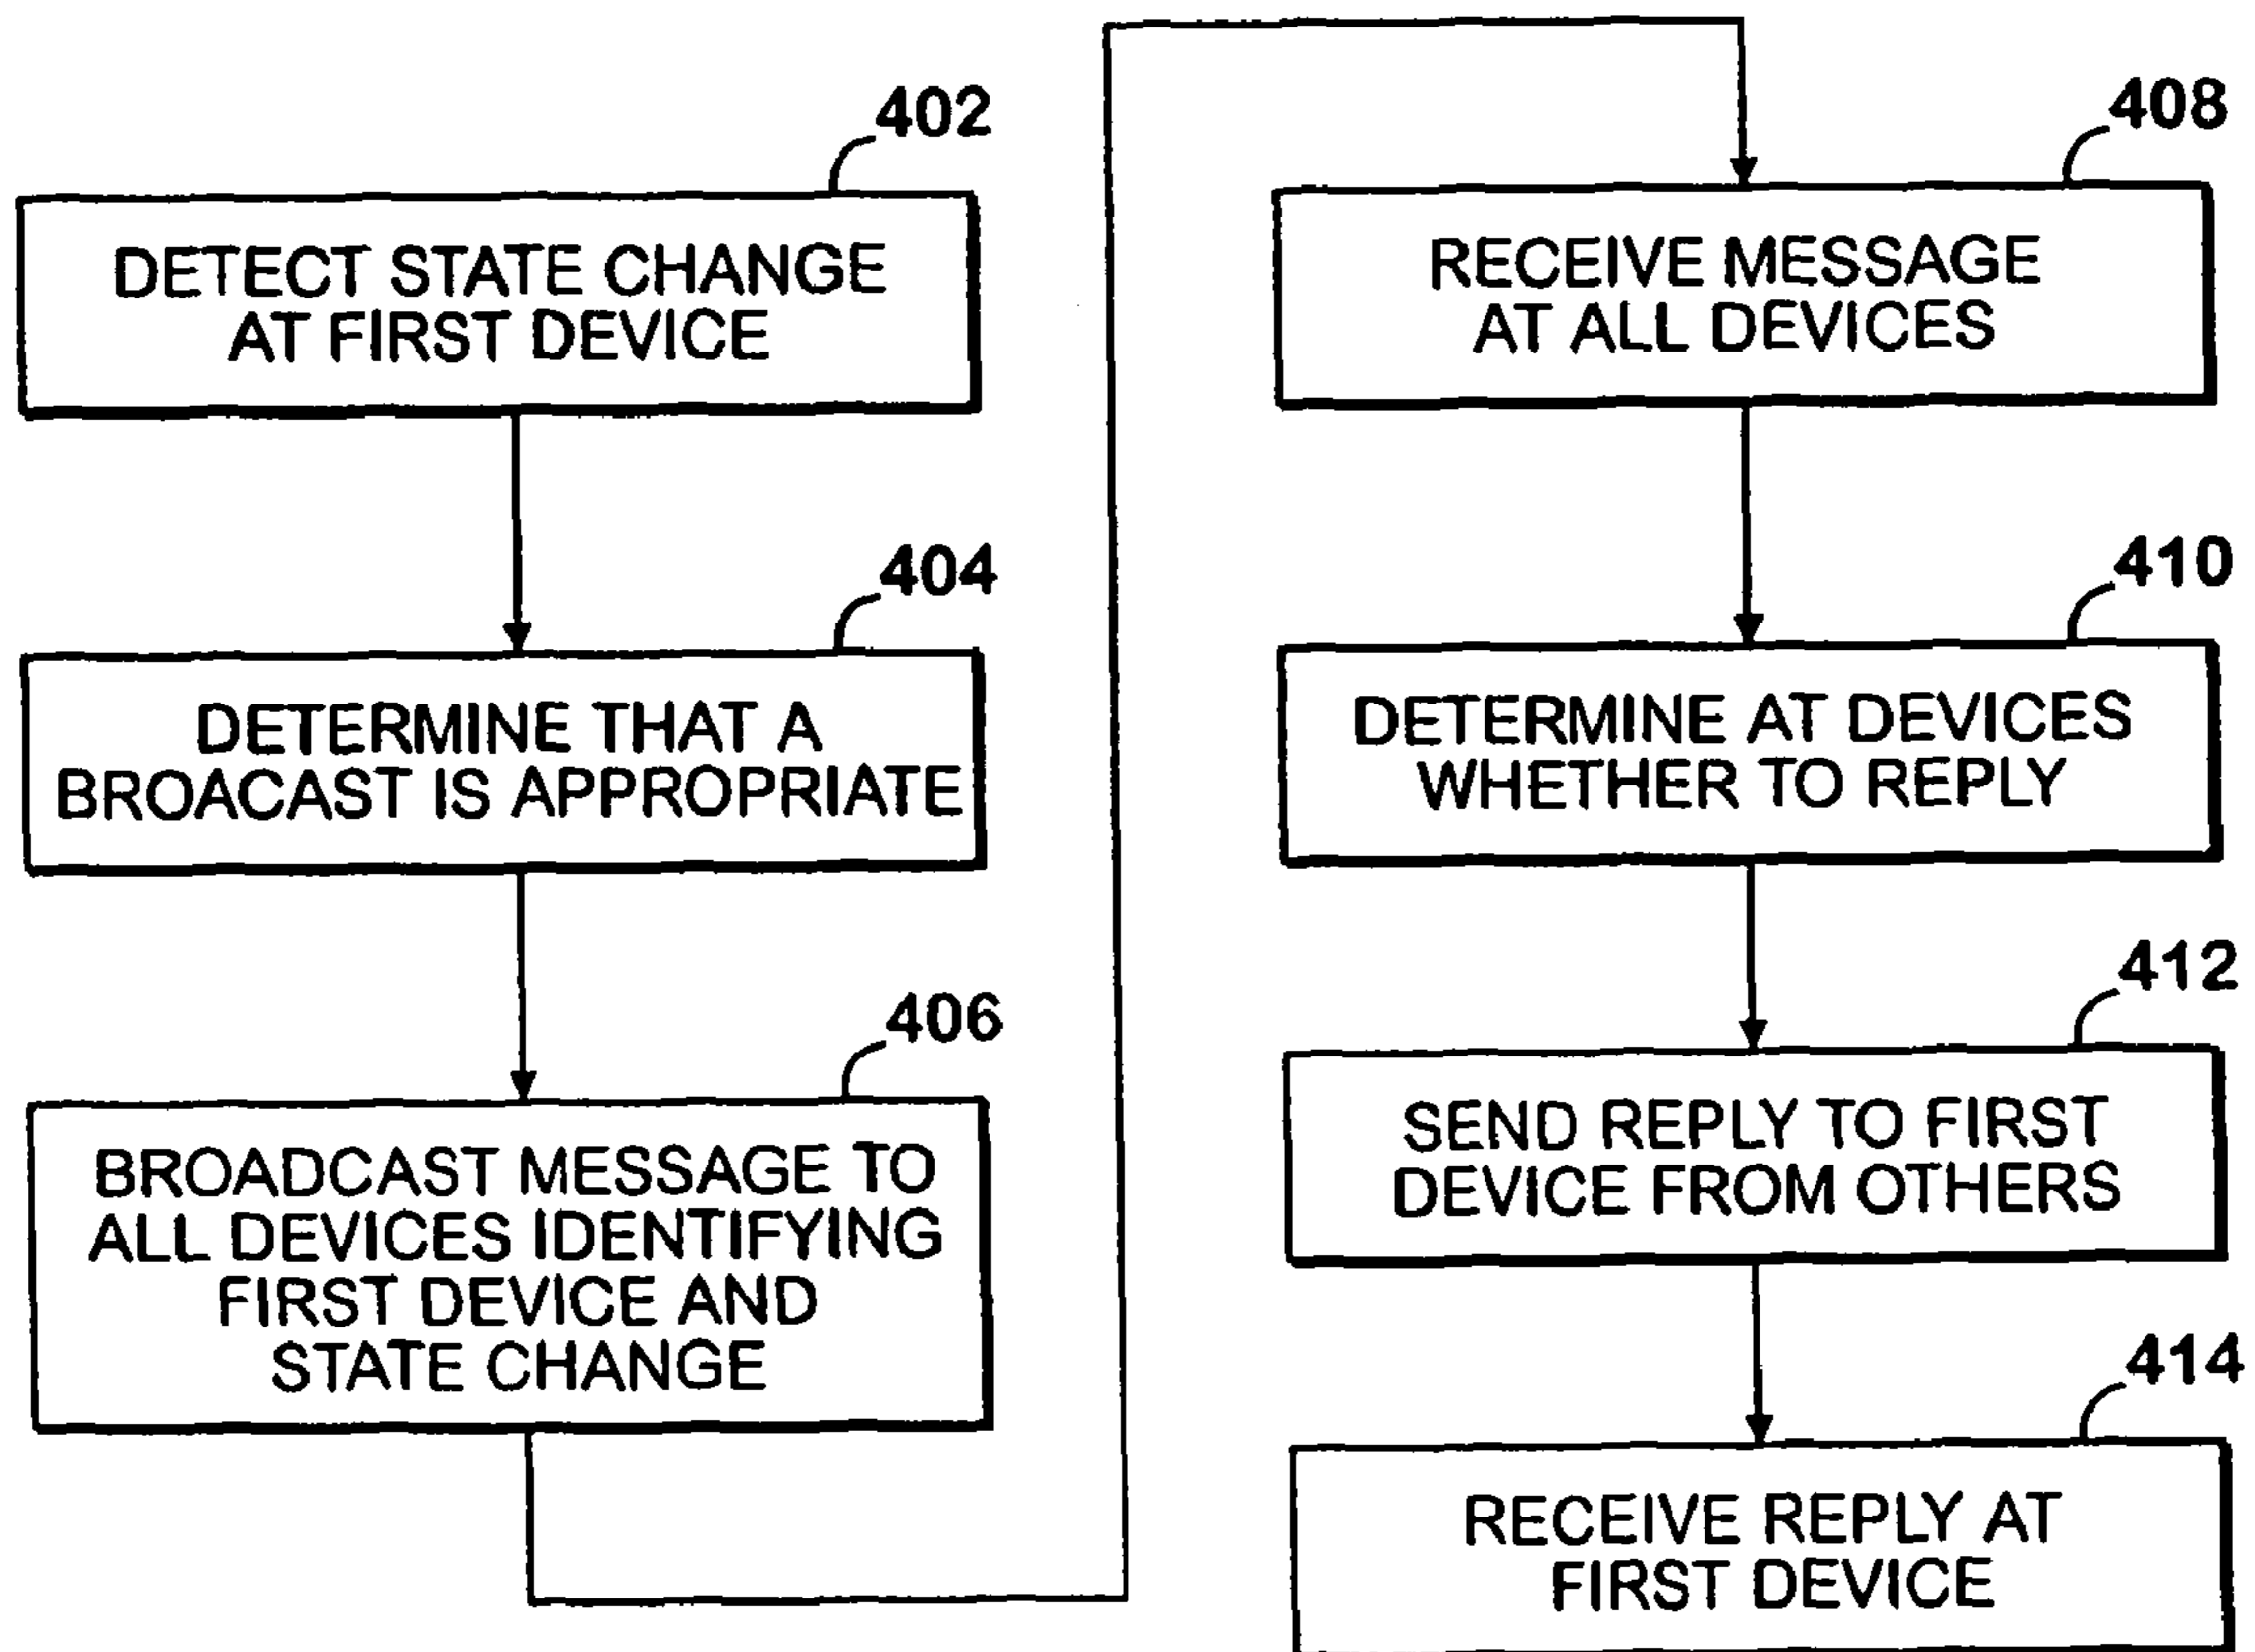 402
DETECT STATE CHANGE
AT FIRST DEVICE
404
DETERMINE THAT A
BROACAST IS APPROPRIATE
406
BROADCAST MESSAGE TO
ALL DEVICES IDENTIFYING
FIRST DEVICE AND
STATE CHANGE
408
RECEIVE MESSAGE
AT ALL DEVICES
410
DETERMINE AT DEVICES
WHETHER TO REPLY
412
SEND REPLY TO FIRST
DEVICE FROM OTHERS
414
RECEIVE REPLY AT
FIRST DEVICE